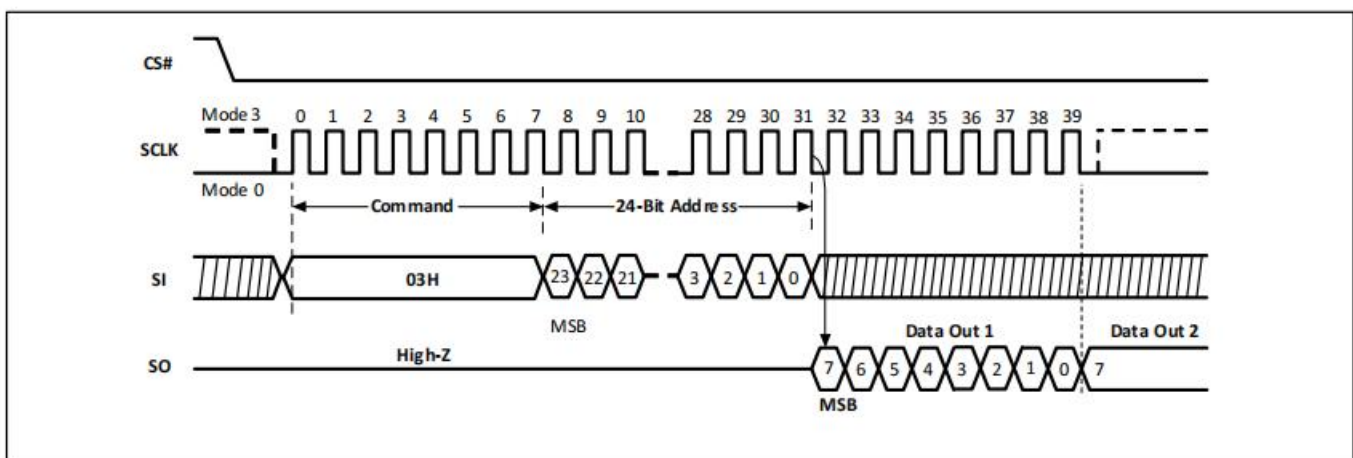 CS#
Mode 3 0 1 2 3 4 5 6 7 8 9 10 28 29 30 31 32 33 34 35 36 37 38 39
SCLK
Mode 0
Command 24-Bit Address
SI 03H 23 22 21 3 2 1 0
MSB
High-Z Data Out 1 Data Out 2
SO 7 6 5 4 3 2 1 0 7
MSB